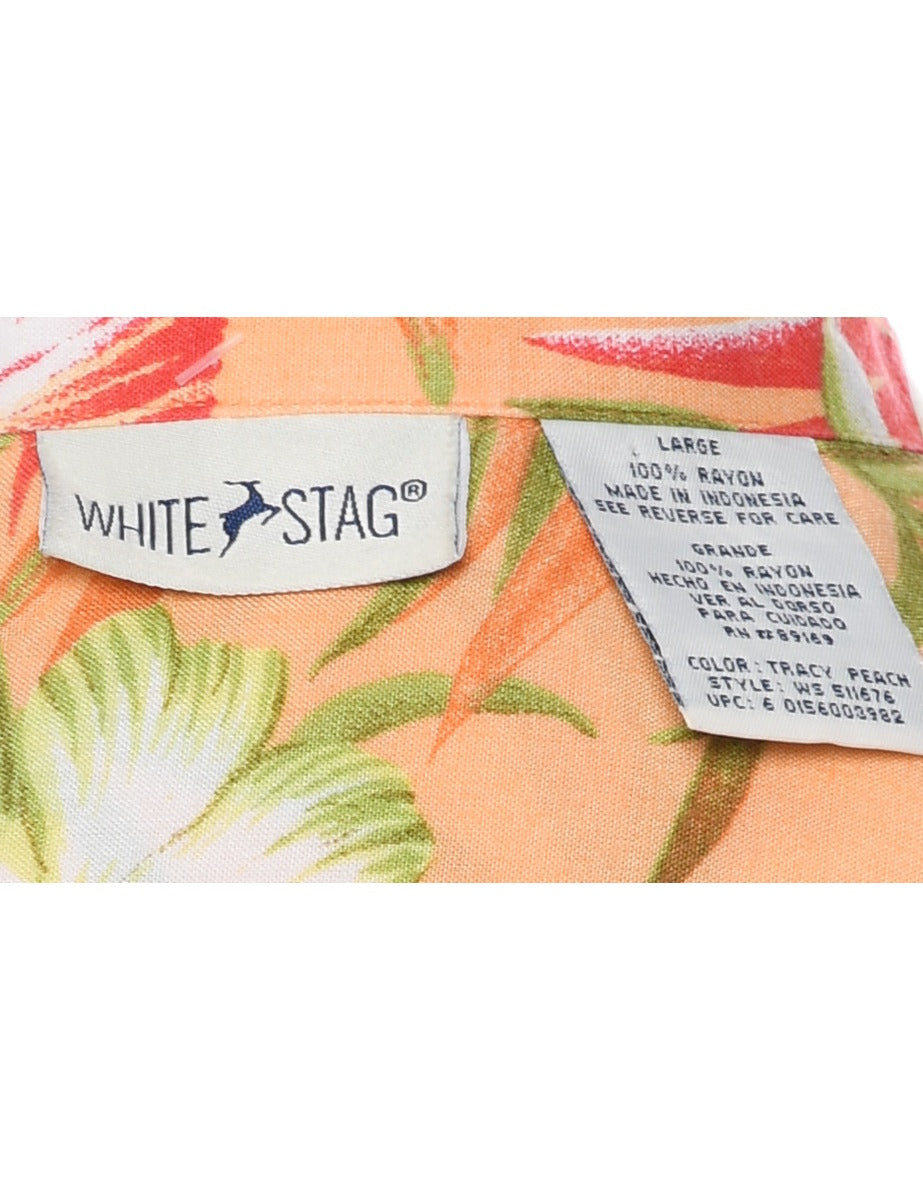 WHITE STAG®
LARGE
100% RAYON
MADE IN INDONESIA
SEE REVERSE FOR CARE
GRANDE
100% RAYON
HECHO EN INDONESIA
VER AL DORSO
PARA CUIDADO
RN #89169
COLOR: TRACY PEACH
STYLE: WS 511676
UPC: 6 0156003982